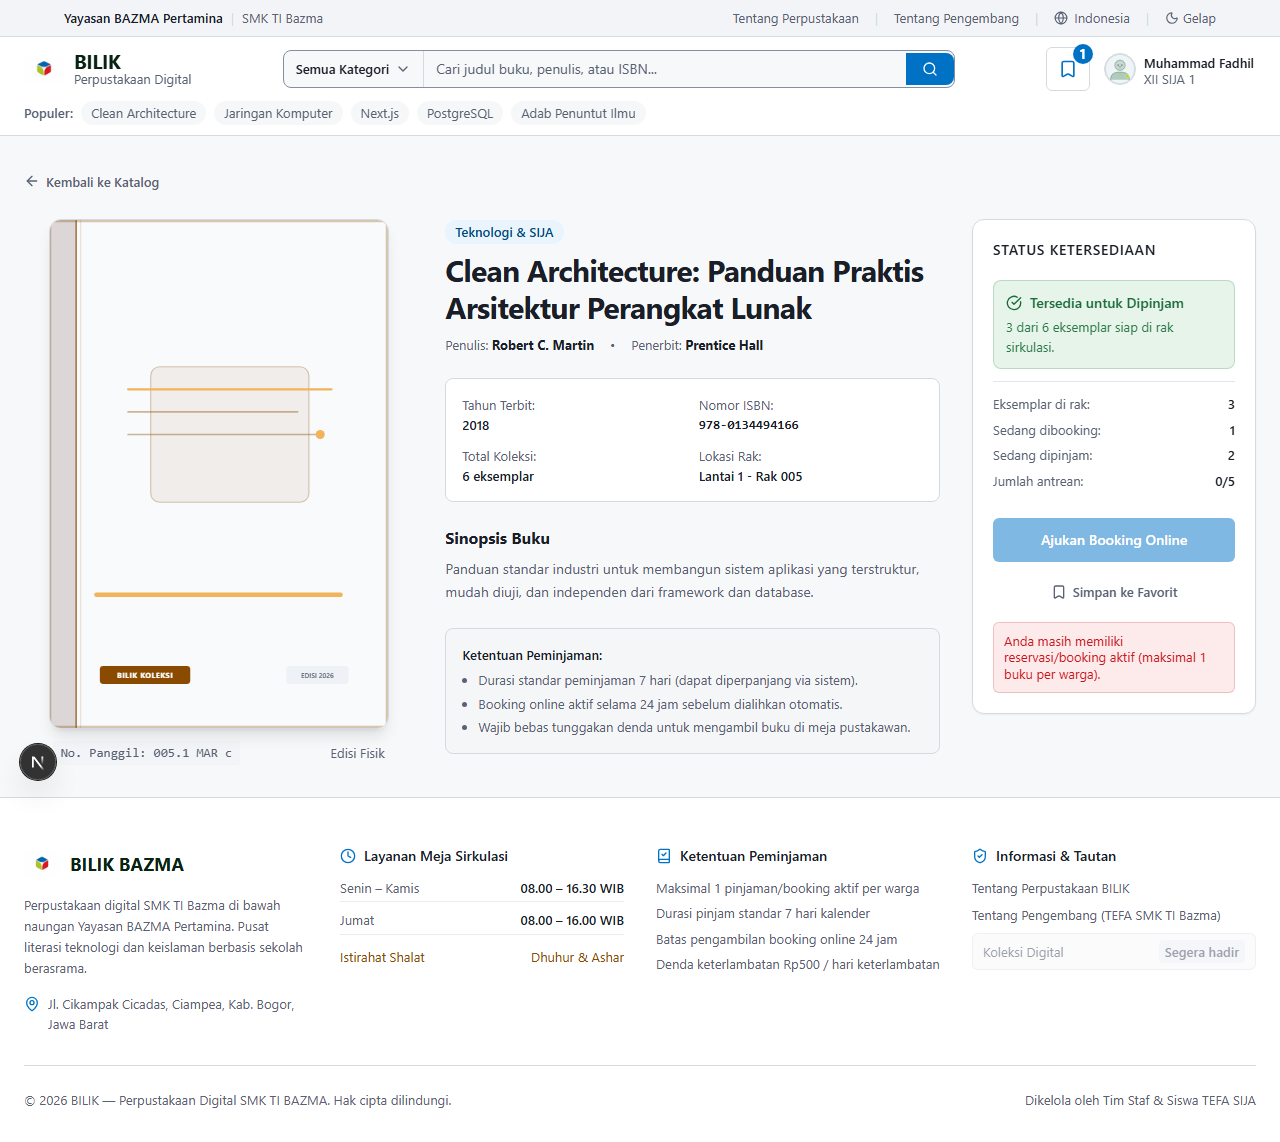 Yayasan BAZMA Pertamina | SMK TI Bazma
Tentang Perpustakaan | Tentang Pengembang | Indonesia | Gelap
BILIK
Perpustakaan Digital
Semua Kategori
Cari judul buku, penulis, atau ISBN...
1
Muhammad Fadhil
XII SIJA 1
Populer: Clean Architecture Jaringan Komputer Next.js PostgreSQL Adab Penuntut Ilmu
Kembali ke Katalog
BILIK KOLEKSI
EDISI 2026
No. Panggil: 005.1 MAR c
Edisi Fisik
N
Teknologi & SIJA
Clean Architecture: Panduan Praktis
Arsitektur Perangkat Lunak
Penulis: Robert C. Martin • Penerbit: Prentice Hall
Tahun Terbit:
2018
Nomor ISBN:
978-0134494166
Total Koleksi:
6 eksemplar
Lokasi Rak:
Lantai 1 - Rak 005
Sinopsis Buku
Panduan standar industri untuk membangun sistem aplikasi yang terstruktur,
mudah diuji, dan independen dari framework dan database.
Ketentuan Peminjaman:
• Durasi standar peminjaman 7 hari (dapat diperpanjang via sistem).
• Booking online aktif selama 24 jam sebelum dialihkan otomatis.
• Wajib bebas tunggakan denda untuk mengambil buku di meja pustakawan.
STATUS KETERSEDIAAN
Tersedia untuk Dipinjam
3 dari 6 eksemplar siap di rak
sirkulasi.
Eksemplar di rak: 3
Sedang dibooking: 1
Sedang dipinjam: 2
Jumlah antrean: 0/5
Ajukan Booking Online
Simpan ke Favorit
Anda masih memiliki
reservasi/booking aktif (maksimal 1
buku per warga).
BILIK BAZMA
Perpustakaan digital SMK TI Bazma di bawah
naungan Yayasan BAZMA Pertamina. Pusat
literasi teknologi dan keislaman berbasis sekolah
berasrama.
Jl. Cikampak Cicadas, Ciampea, Kab. Bogor,
Jawa Barat
Layanan Meja Sirkulasi
Senin – Kamis 08.00 – 16.30 WIB
Jumat 08.00 – 16.00 WIB
Istirahat Shalat Dhuhur & Ashar
Ketentuan Peminjaman
Maksimal 1 pinjaman/booking aktif per warga
Durasi pinjam standar 7 hari kalender
Batas pengambilan booking online 24 jam
Denda keterlambatan Rp500 / hari keterlambatan
Informasi & Tautan
Tentang Perpustakaan BILIK
Tentang Pengembang (TEFA SMK TI Bazma)
Koleksi Digital Segera hadir
© 2026 BILIK — Perpustakaan Digital SMK TI BAZMA. Hak cipta dilindungi.
Dikelola oleh Tim Staf & Siswa TEFA SIJA